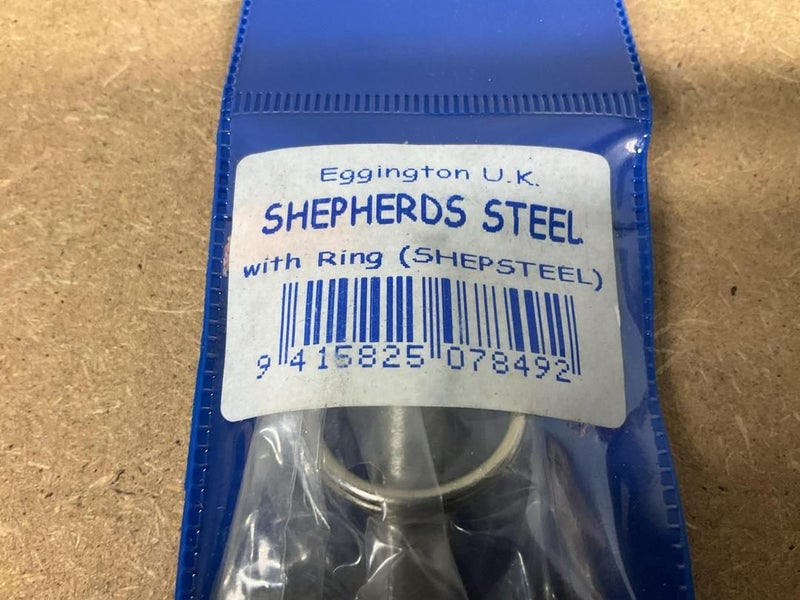 Eggington U.K.
SHEPHERDS STEEL
with Ring (SHEPSTEEL)
9 415825 078492